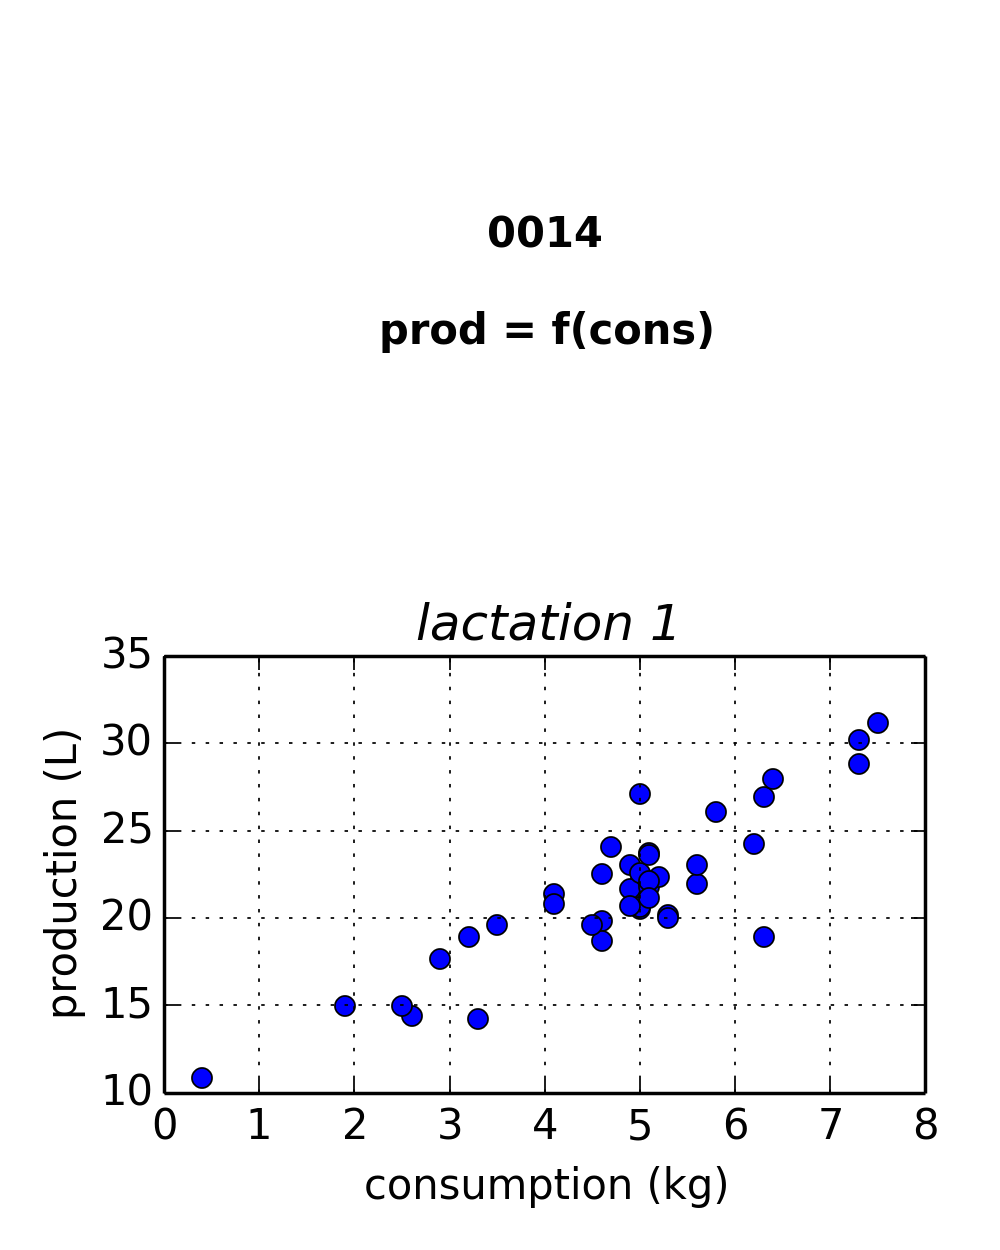 0014
prod = f(cons)
lactation 1
production (L)
35
30
25
20
15
10
0 1 2 3 4 5 6 7 8
consumption (kg)